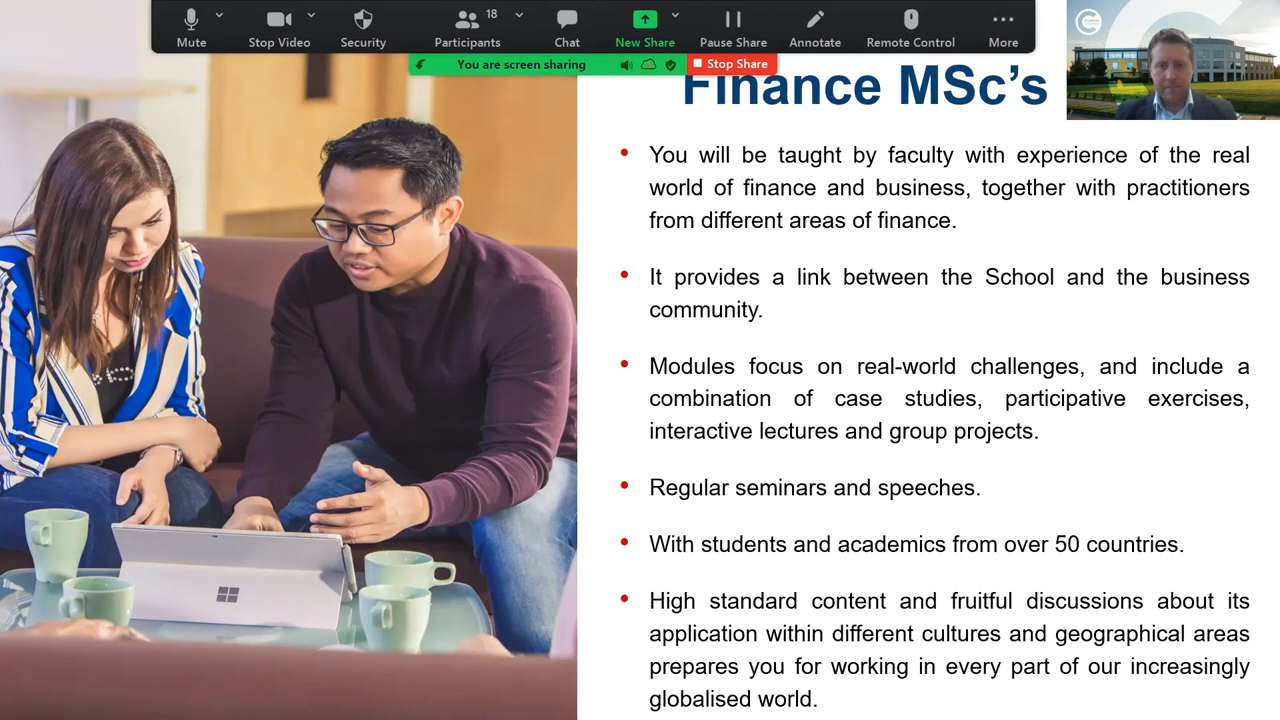 18
Mute
Stop Video
Security
Participants
Chat
New Share
Pause Share
Annotate
Remote Control
More
You are screen sharing
Stop Share
Finance MSc’s
• You will be taught by faculty with experience of the real
world of finance and business, together with practitioners
from different areas of finance.
• It provides a link between the School and the business
community.
• Modules focus on real-world challenges, and include a
combination of case studies, participative exercises,
interactive lectures and group projects.
• Regular seminars and speeches.
• With students and academics from over 50 countries.
• High standard content and fruitful discussions about its
application within different cultures and geographical areas
prepares you for working in every part of our increasingly
globalised world.